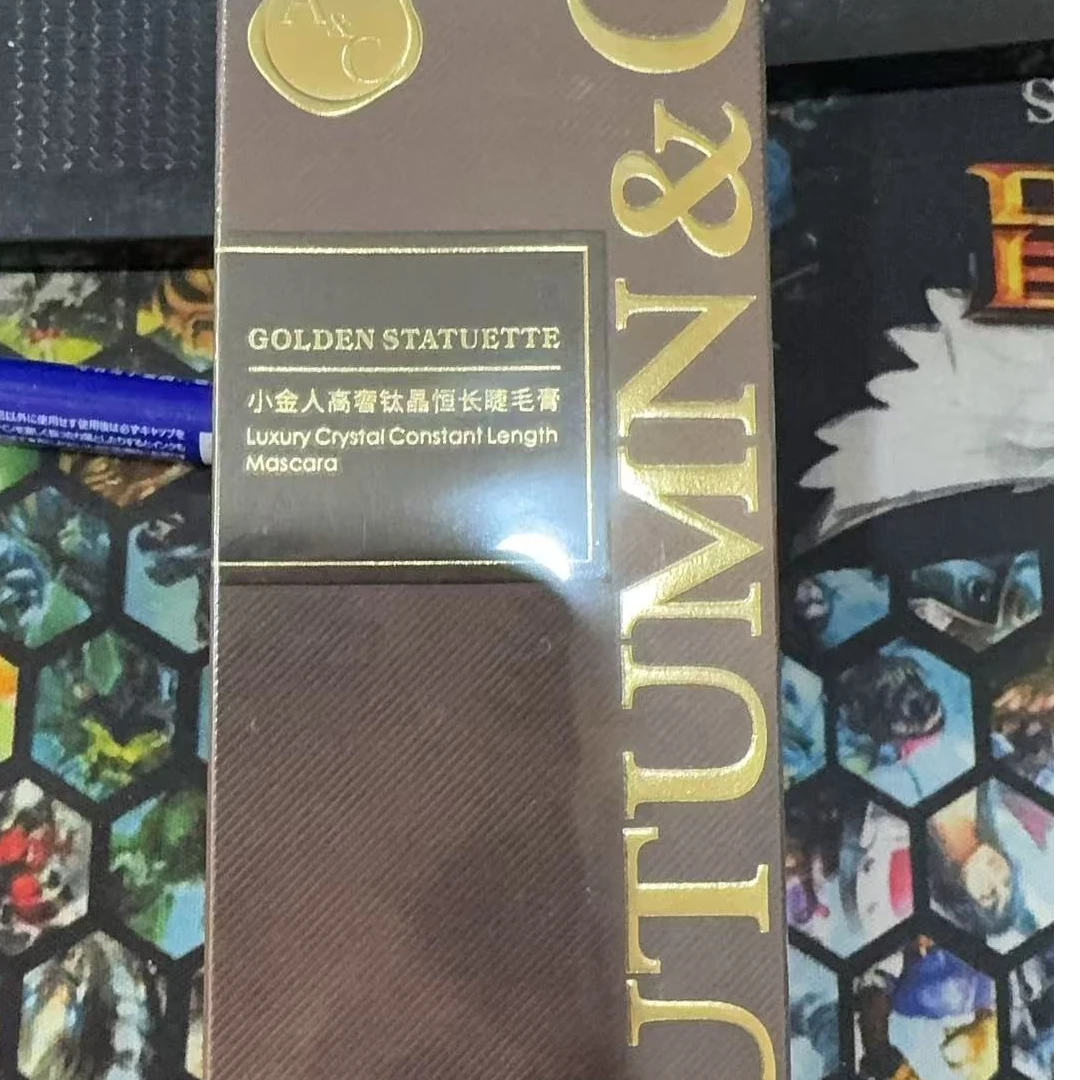 A&C
GOLDEN STATUETTE
小金人高奢钛晶恒长睫毛膏
Luxury Crystal Constant Length
Mascara
UTUMN & C
S